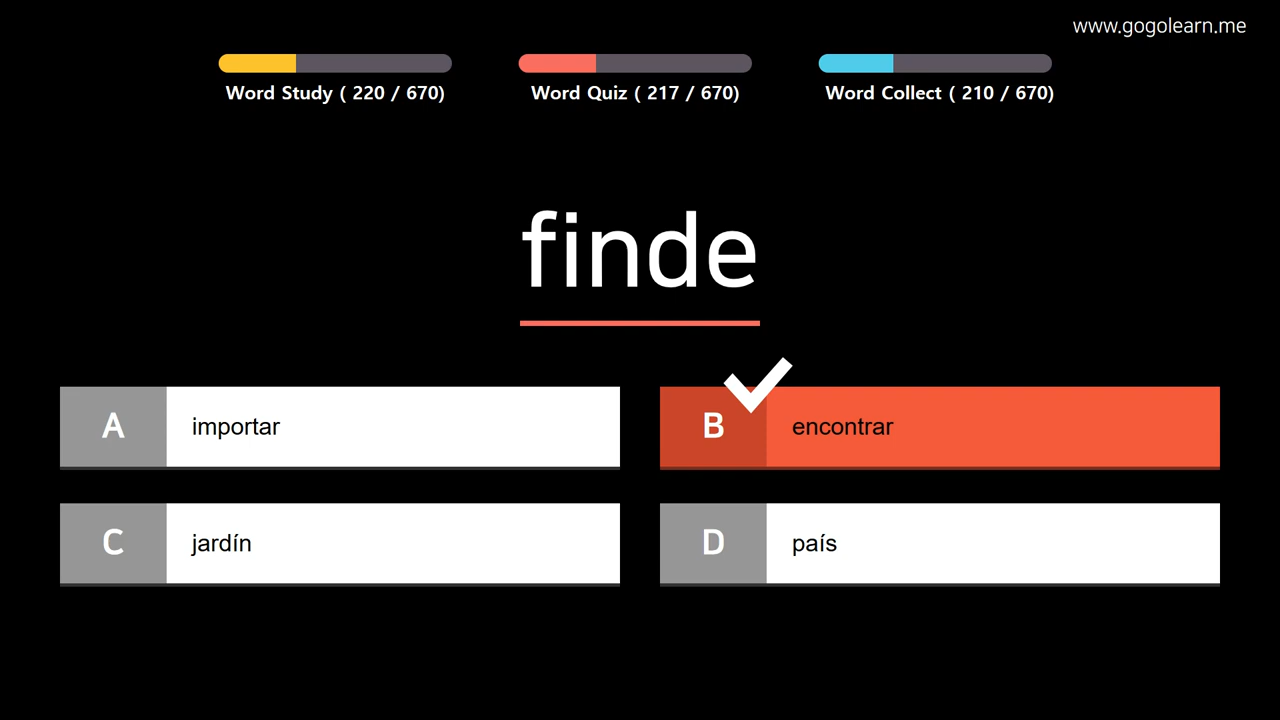 www.gogolearn.me
Word Study ( 220 / 670)
Word Quiz ( 217 / 670)
Word Collect ( 210 / 670)
finde
A importar
B encontrar
C jardín
D país